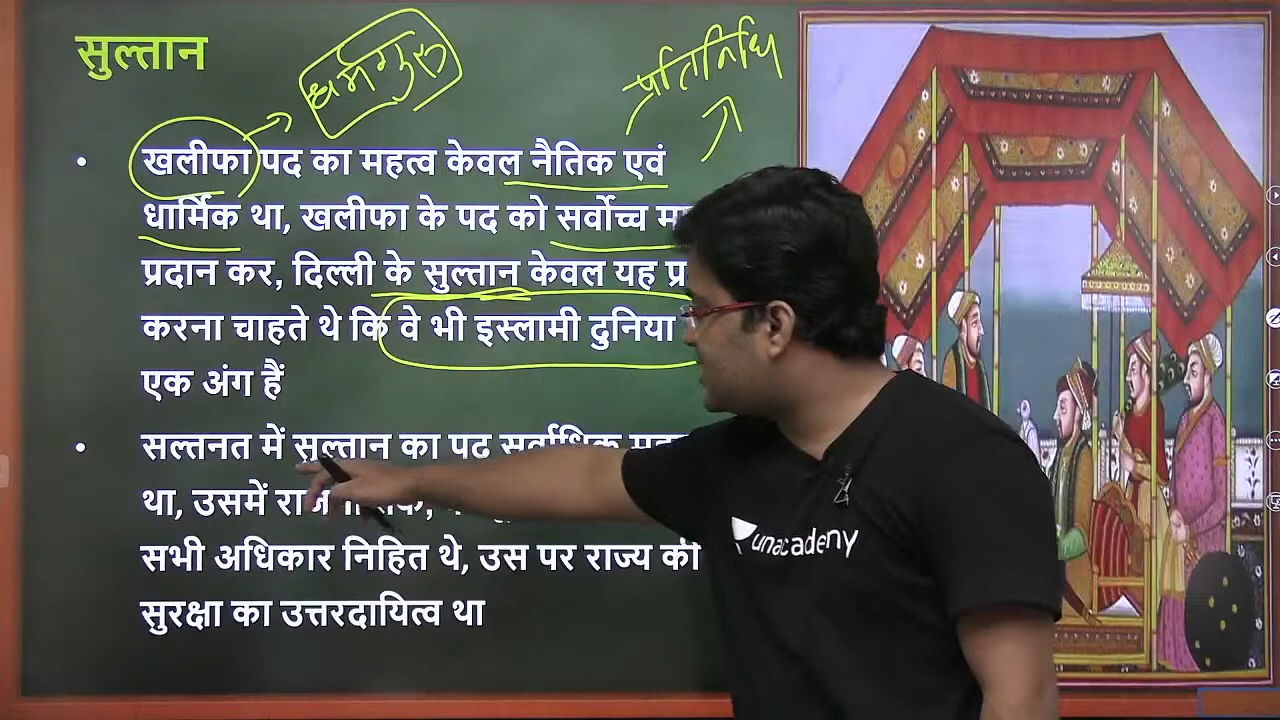 सुल्तान
धर्मगुरु
प्रतिनिधि
• खलीफा पद का महत्व केवल नैतिक एवं
धार्मिक था, खलीफा के पद को सर्वोच्च
प्रदान कर, दिल्ली के सुल्तान केवल यह
करना चाहते थे कि वे भी इस्लामी दुनिया
एक अंग हैं
• सल्तनत में सुल्तान का पद सर्वाधिक
था, उसमें
सभी अधिकार निहित थे, उस पर राज्य की
सुरक्षा का उत्तरदायित्व था
unacademy